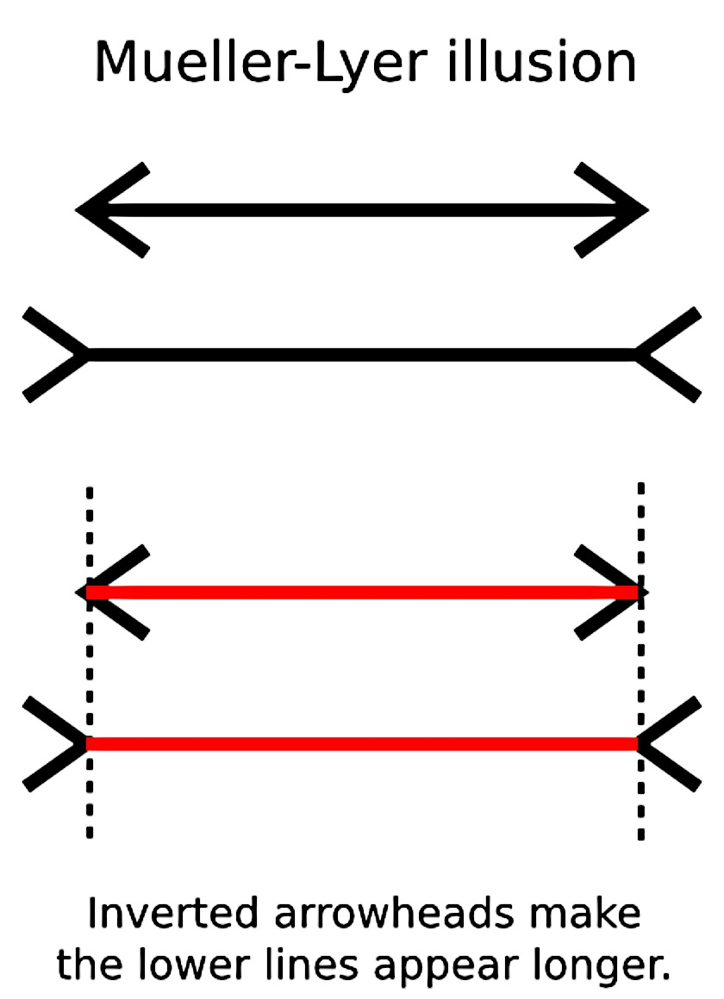 Mueller-Lyer illusion
Inverted arrowheads make
the lower lines appear longer.